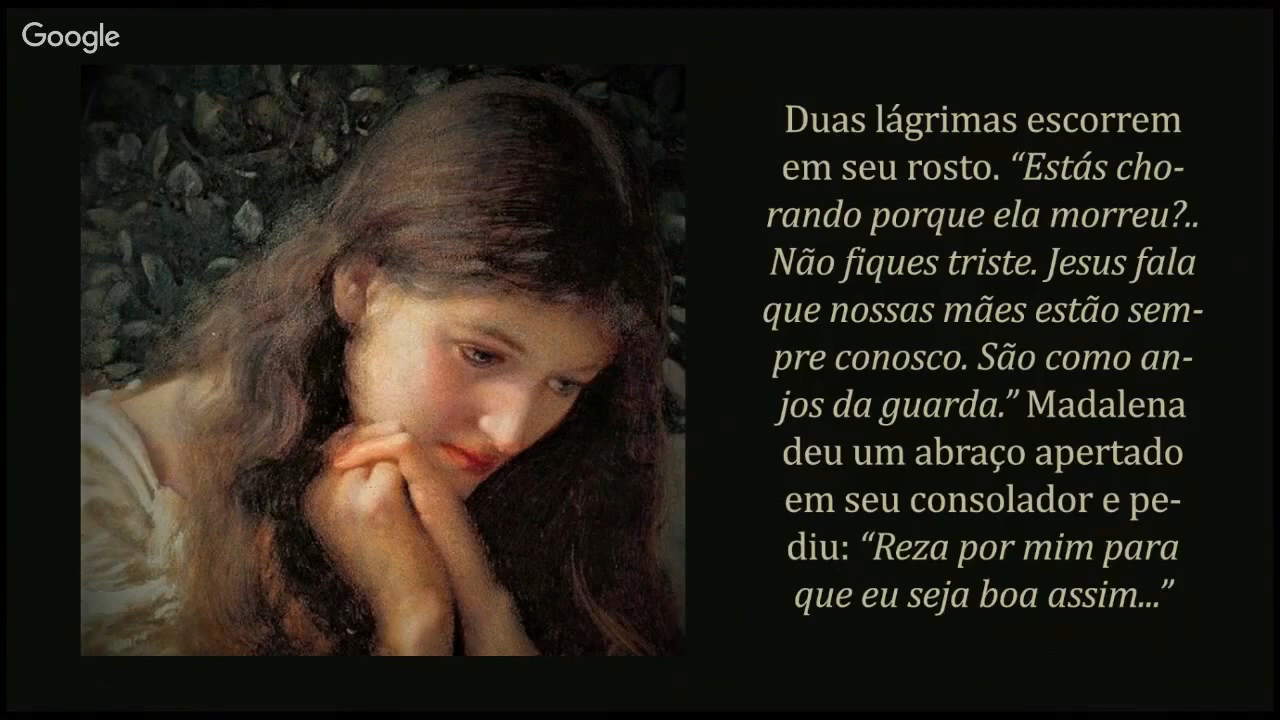 Google
Duas lágrimas escorrem
em seu rosto. “Estás cho-
rando porque ela morreu?..
Não fiques triste. Jesus fala
que nossas mães estão sem-
pre conosco. São como an-
jos da guarda.” Madalena
deu um abraço apertado
em seu consolador e pe-
diu: “Reza por mim para
que eu seja boa assim...”